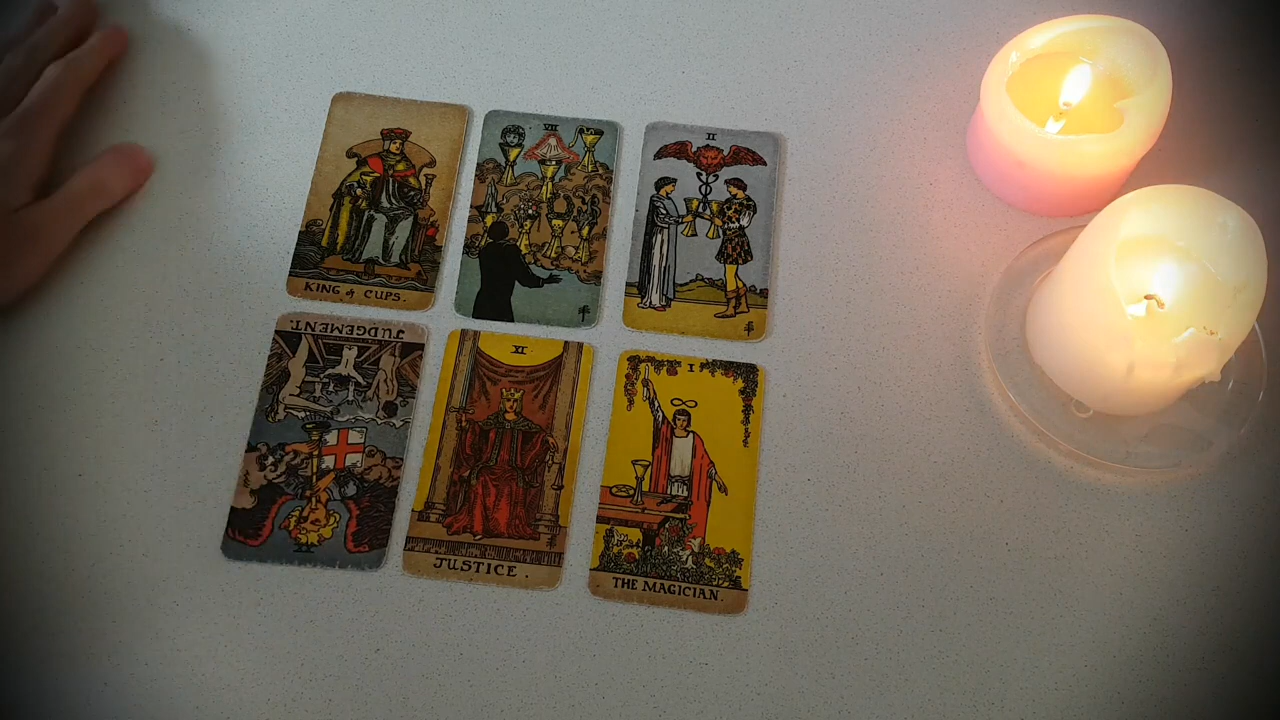 VII
II
KING of CUPS.
JUDGEMENT.
XI
I
JUSTICE.
THE MAGICIAN.